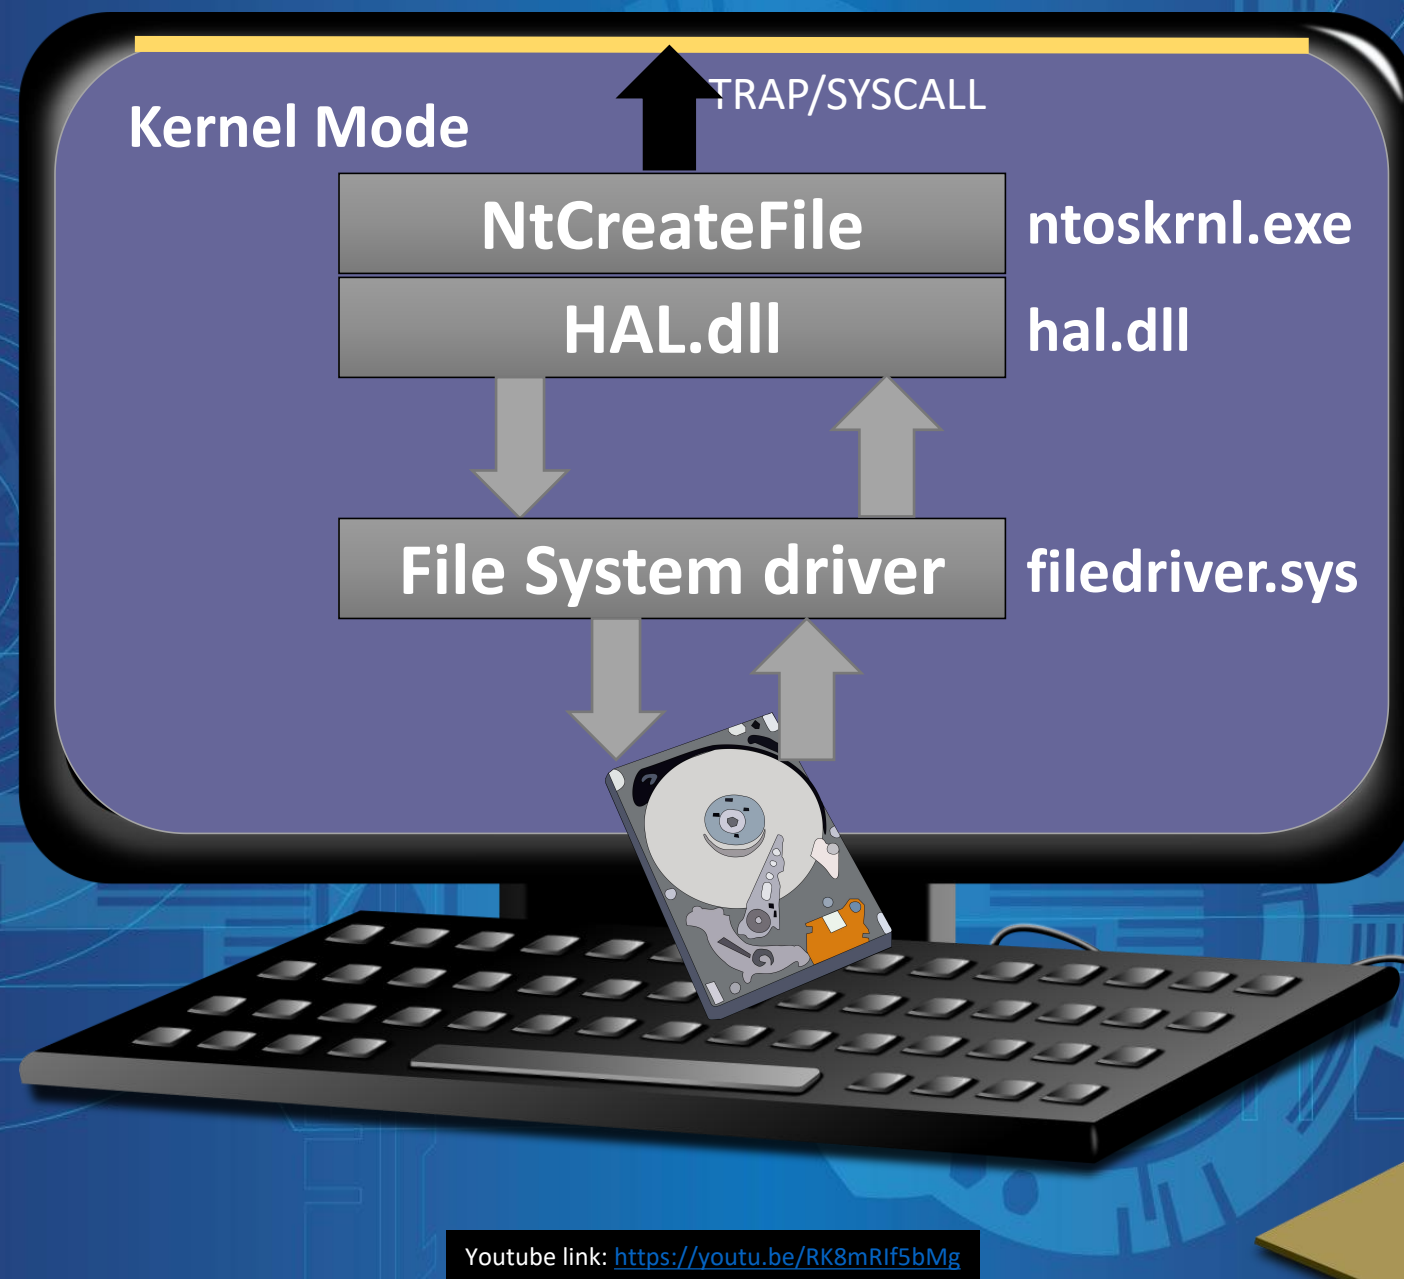 TRAP/SYSCALL
Kernel Mode
NtCreateFile
ntoskrnl.exe
HAL.dll
hal.dll
File System driver
filedriver.sys
Youtube link: https://youtu.be/RK8mRIf5bMg